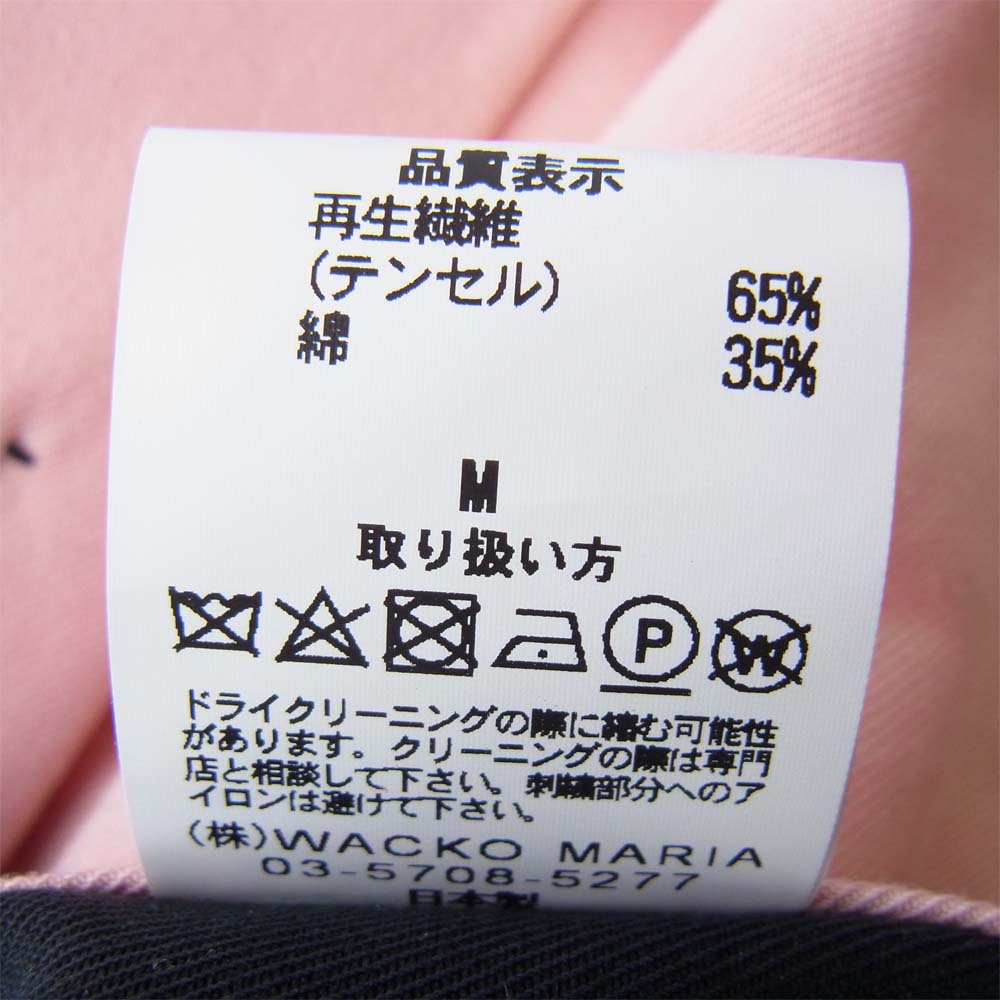 品質表示
再生繊維
(テンセル) 65%
綿 35%
M
取り扱い方
P W
ドライクリーニングの際に縮む可能性
があります。クリーニングの際は専門
店と相談して下さい。刺繍部分へのア
イロンは避けて下さい。
(株)WACKO MARIA
03-5708-5277
日本製